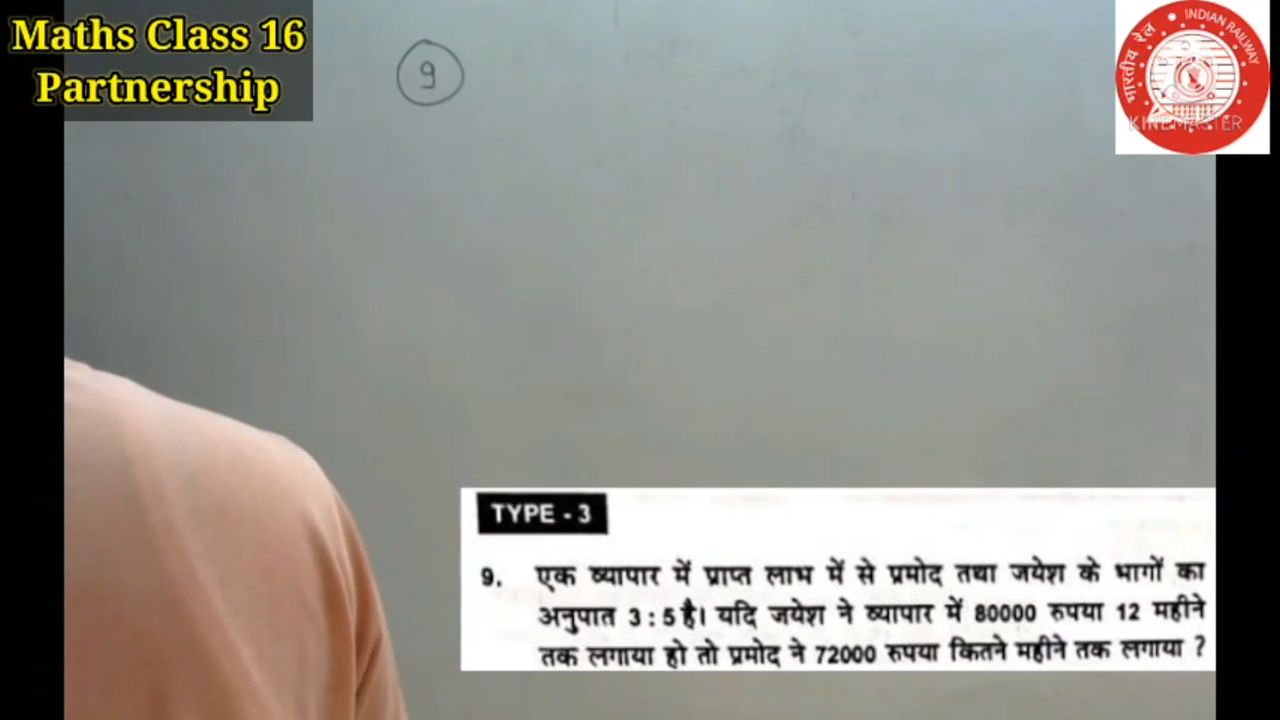 Maths Class 16
Partnership
9
भारतीय रेल
INDIAN RAILWAY
KINEMASTER
TYPE - 3
9. एक व्यापार में प्राप्त लाभ में से प्रमोद तथा जयेश के भागों का
अनुपात 3 : 5 है। यदि जयेश ने व्यापार में 80000 रुपया 12 महीने
तक लगाया हो तो प्रमोद ने 72000 रुपया कितने महीने तक लगाया ?